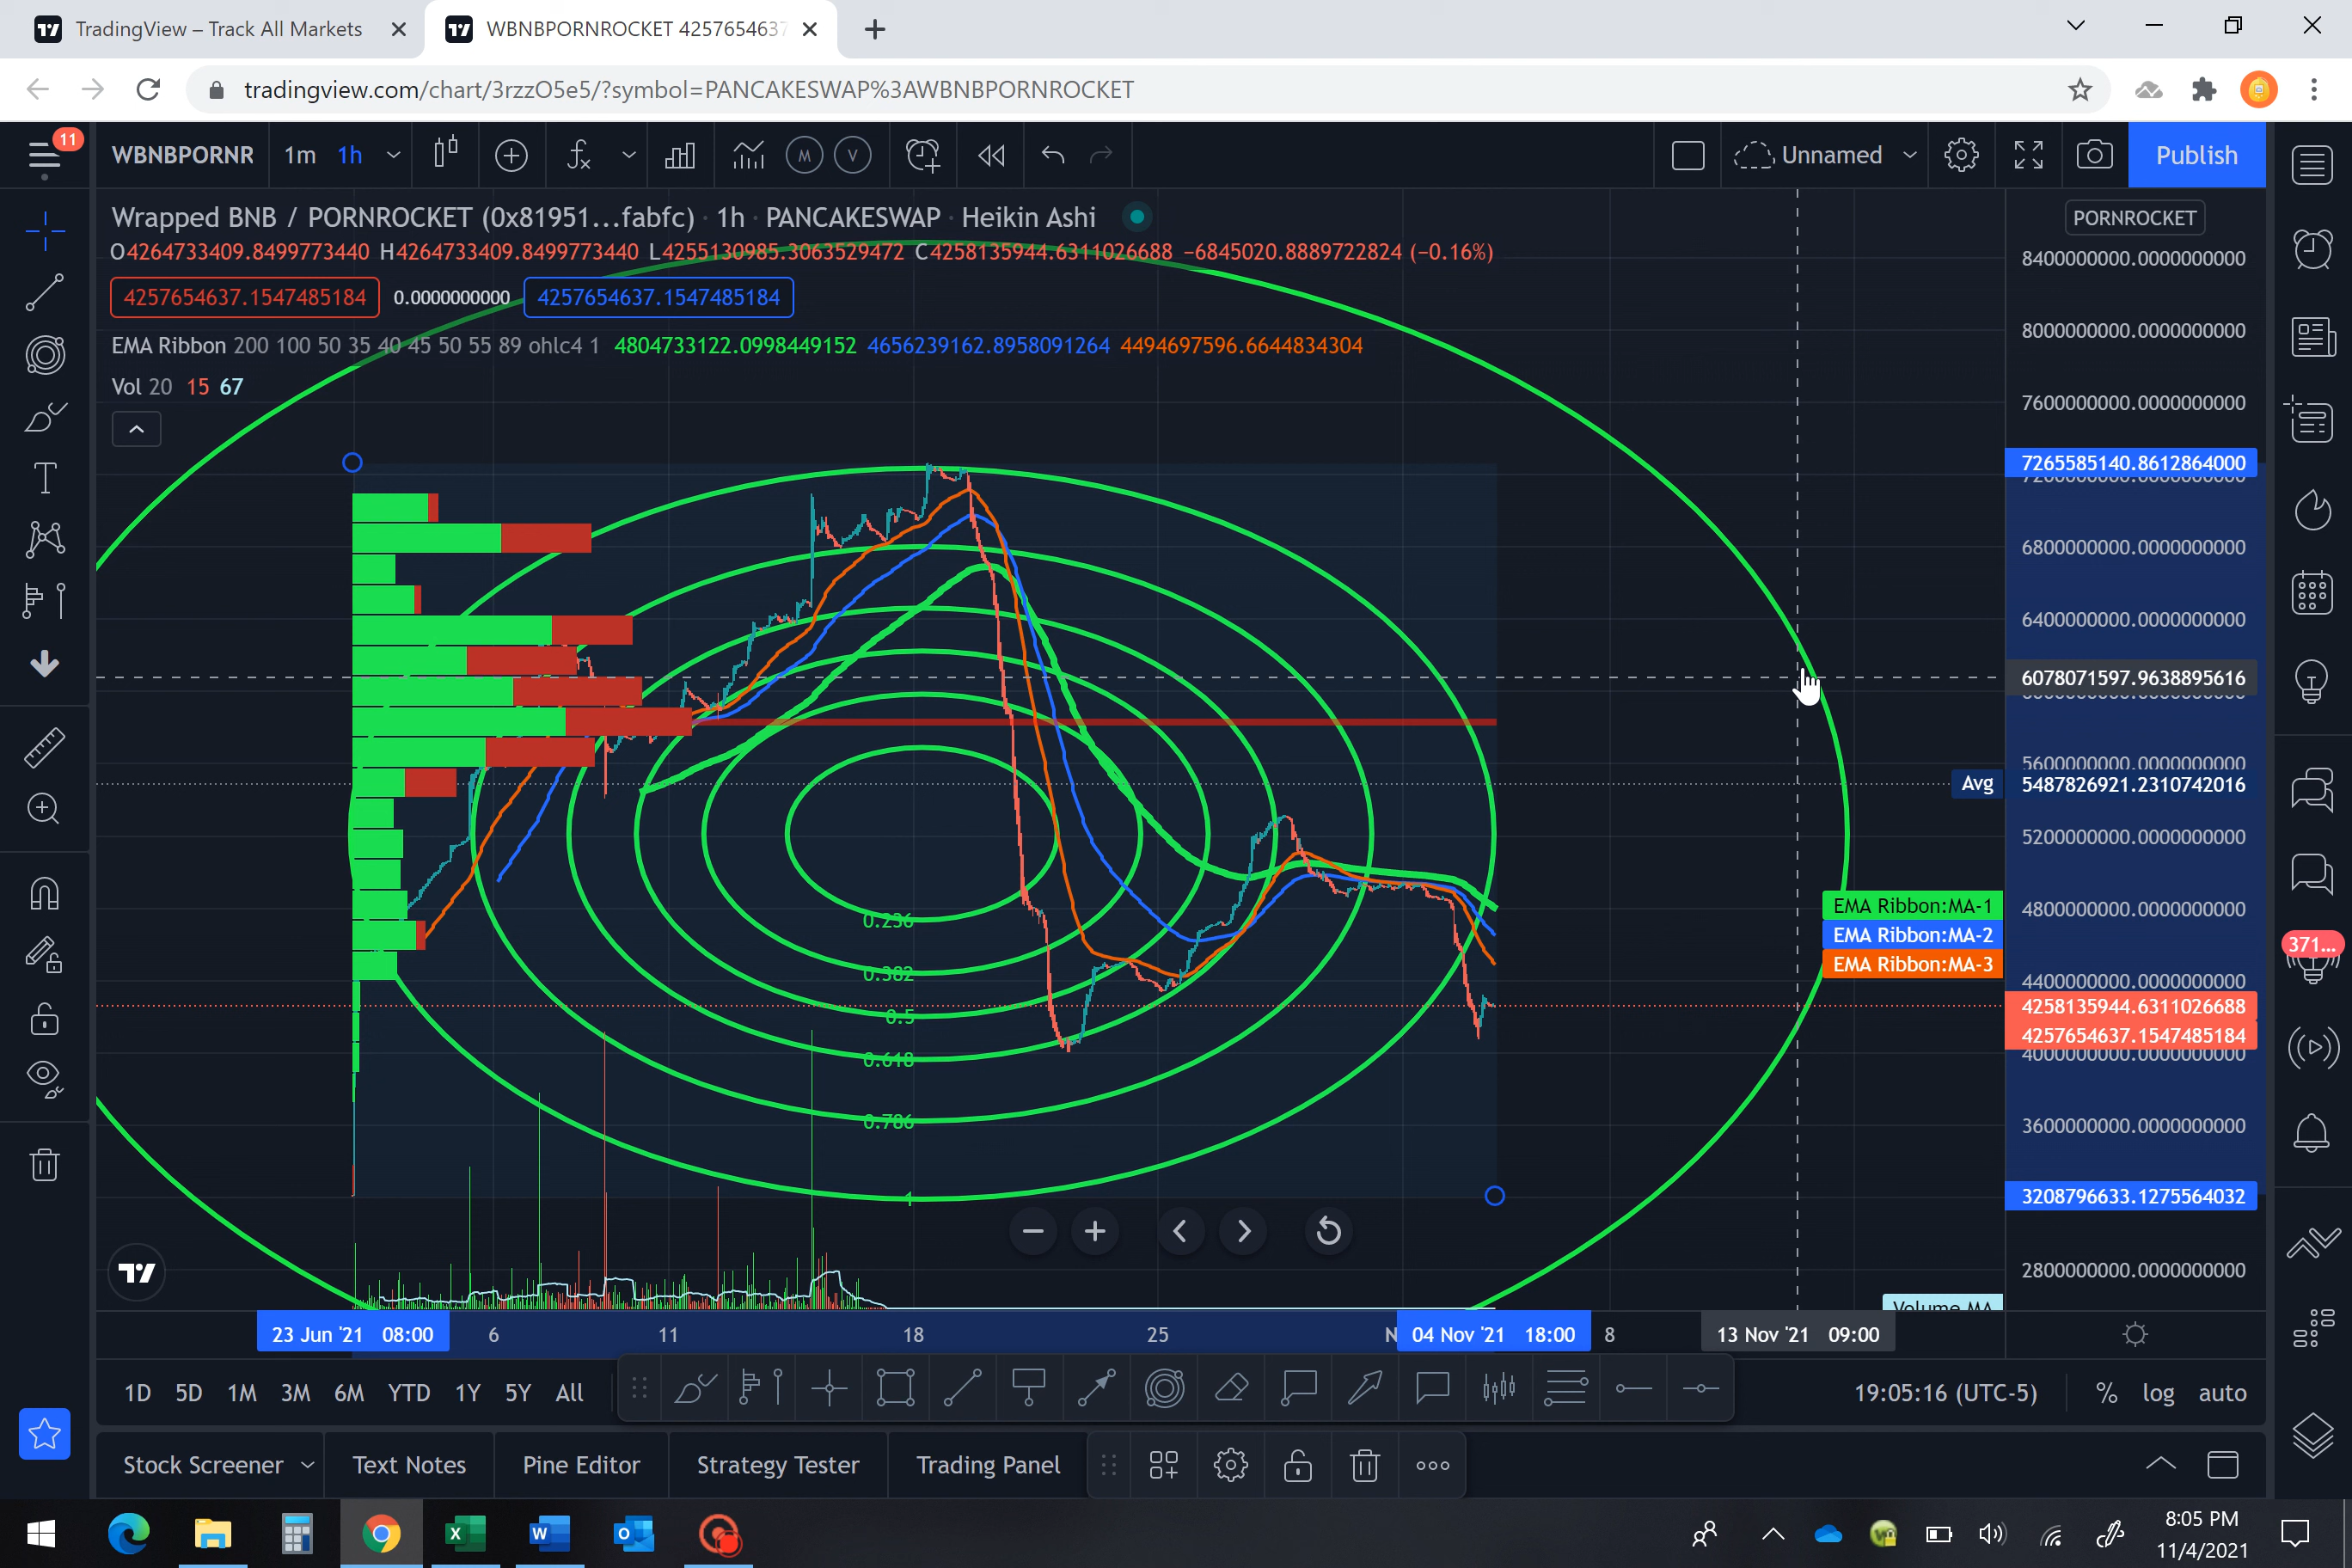 TradingView – Track All Markets
WBNBPORNROCKET 4257654637
tradingview.com/chart/3rzzO5e5/?symbol=PANCAKESWAP%3AWBNBPORNROCKET
11
WBNBPORNR 1m 1h M V Unnamed Publish
Wrapped BNB / PORNROCKET (0x81951...fabfc) · 1h · PANCAKESWAP · Heikin Ashi
PORNROCKET
O4264733409.8499773440 H4264733409.8499773440 L4255130985.3063529472 C4258135944.6311026688 −6845020.8889722824 (−0.16%)
4257654637.1547485184 0.0000000000 4257654637.1547485184
EMA Ribbon 200 100 50 35 40 45 50 55 89 ohlc4 1 4804733122.0998449152 4656239162.8958091264 4494697596.6644834304
Vol 20 15 67
8400000000.0000000000
8000000000.0000000000
7600000000.0000000000
7265585140.8612864000
6800000000.0000000000
6400000000.0000000000
6078071597.9638895616
5600000000.0000000000
Avg 5487826921.2310742016
5200000000.0000000000
EMA Ribbon:MA-1
4800000000.0000000000
EMA Ribbon:MA-2
EMA Ribbon:MA-3
371...
4400000000.0000000000
4258135944.6311026688
4257654637.1547485184
4000000000.0000000000
3600000000.0000000000
3208796633.1275564032
2800000000.0000000000
0.236
0.382
0.5
0.618
0.786
1
Volume MA
23 Jun '21 08:00 6 11 18 25 N 04 Nov '21 18:00 8 13 Nov '21 09:00
1D 5D 1M 3M 6M YTD 1Y 5Y All
19:05:16 (UTC-5) % log auto
Stock Screener Text Notes Pine Editor Strategy Tester Trading Panel
8:05 PM
11/4/2021